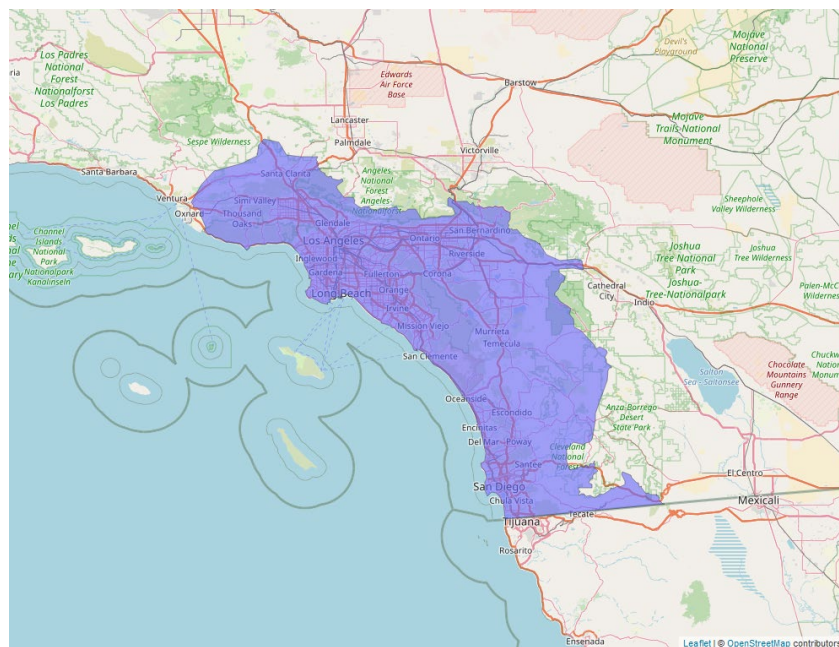 Los Padres
National
Forest
Nationalforst
Los Padres
Sespe Wilderness
Santa Barbara
Ventura
Oxnard
Channel
Islands
National
Park
Nationalpark
Kanalinseln
Edwards
Air Force
Base
Lancaster
Palmdale
Barstow
Victorville
Devil's
Playground
Mojave
National
Preserve
Mojave
Trails National
Monument
Sheephole
Valley Wilderness
Angeles
National
Forest
Angeles
Nationalforst
Santa Clarita
Simi Valley
Thousand
Oaks
Glendale
Los Angeles
Inglewood
Gardena
Long Beach
Fullerton
Orange
Irvine
Ontario
San Bernardino
Riverside
Corona
Mission Viejo
San Clemente
Murrieta
Temecula
Cathedral
City
Indio
Joshua
Tree National
Park
Joshua-
Tree-Nationalpark
Joshua
Tree Wilderness
Salton
Sea - Saltonsee
Chocolate
Mountains
Gunnery
Range
Oceanside
Escondido
Encinitas
Del Mar
Poway
Anza-Borrego
Desert
State Park
Cleveland
National
Forest
Santee
San Diego
Chula Vista
Tijuana
Tecate
Rosarito
Ensenada
El Centro
Mexicali
Leaflet | © OpenStreetMap contributors